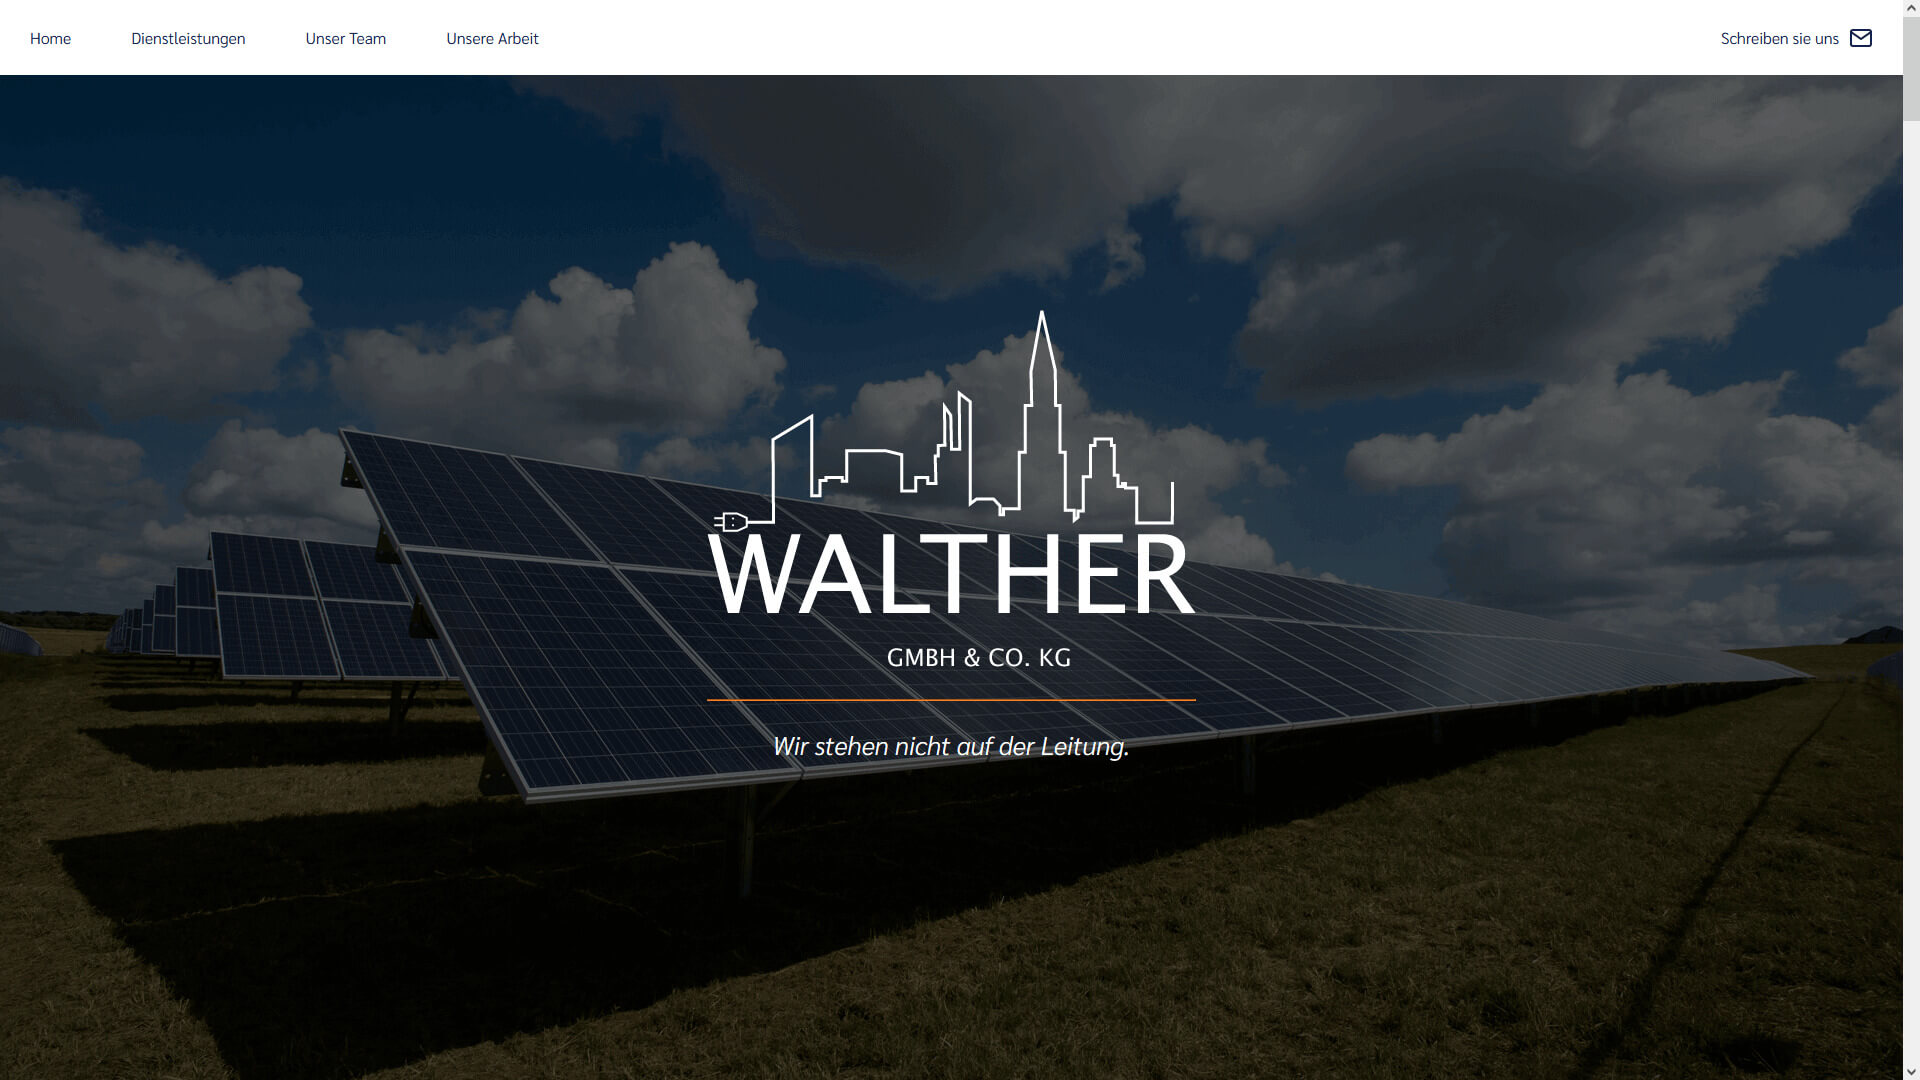 Home
Dienstleistungen
Unser Team
Unsere Arbeit
Schreiben sie uns
WALTHER
GMBH & CO. KG
Wir stehen nicht auf der Leitung.